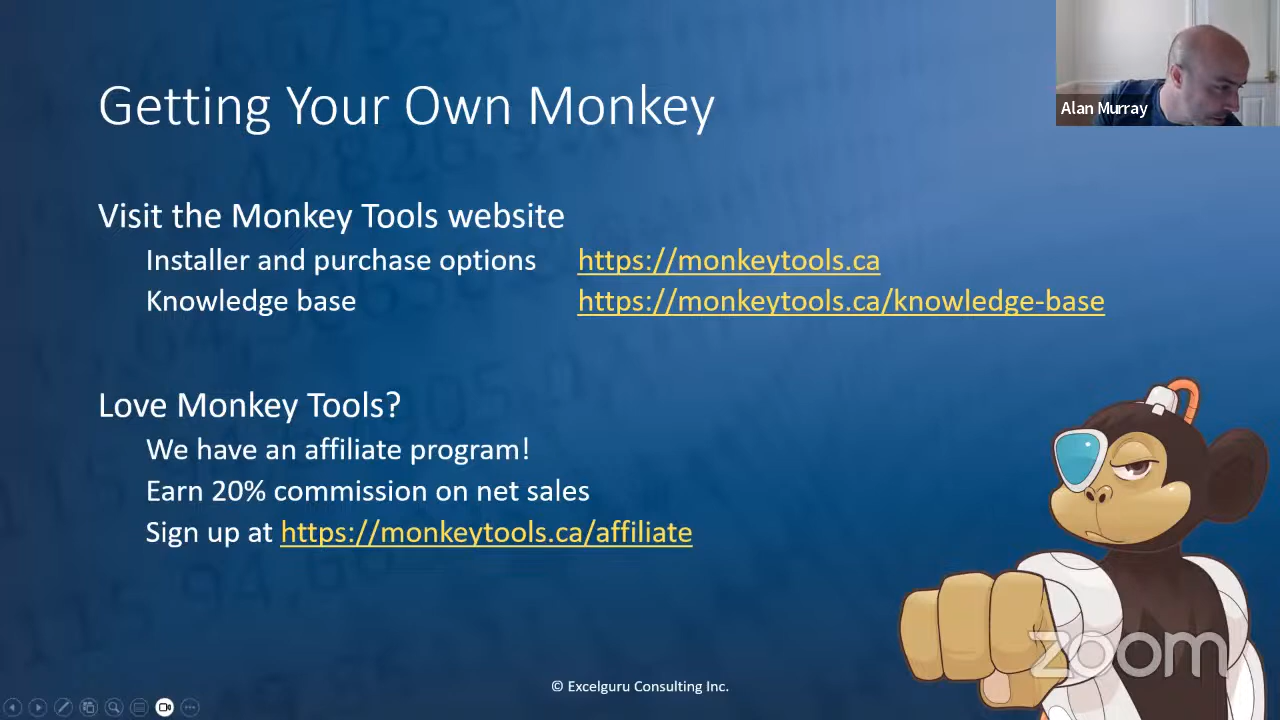 Getting Your Own Monkey
Alan Murray
Visit the Monkey Tools website
Installer and purchase options https://monkeytools.ca
Knowledge base https://monkeytools.ca/knowledge-base
Love Monkey Tools?
We have an affiliate program!
Earn 20% commission on net sales
Sign up at https://monkeytools.ca/affiliate
zoom
© Excelguru Consulting Inc.